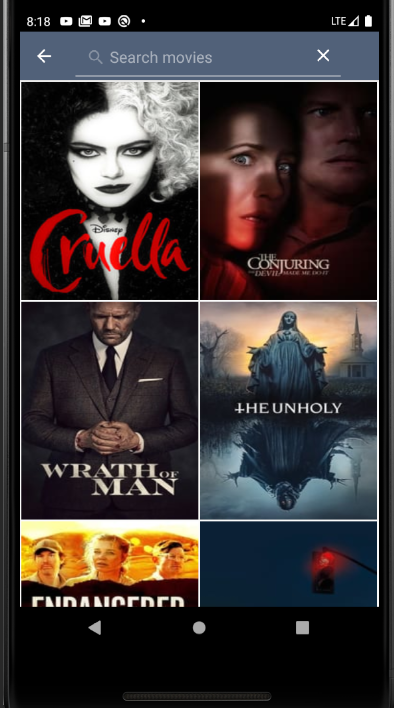 8:18
LTE
Search movies
Disney
Cruella
THE
CONJURING
THE DEVIL MADE ME DO IT
WRATH OF
MAN
THE UNHOLY
ENDANGERED